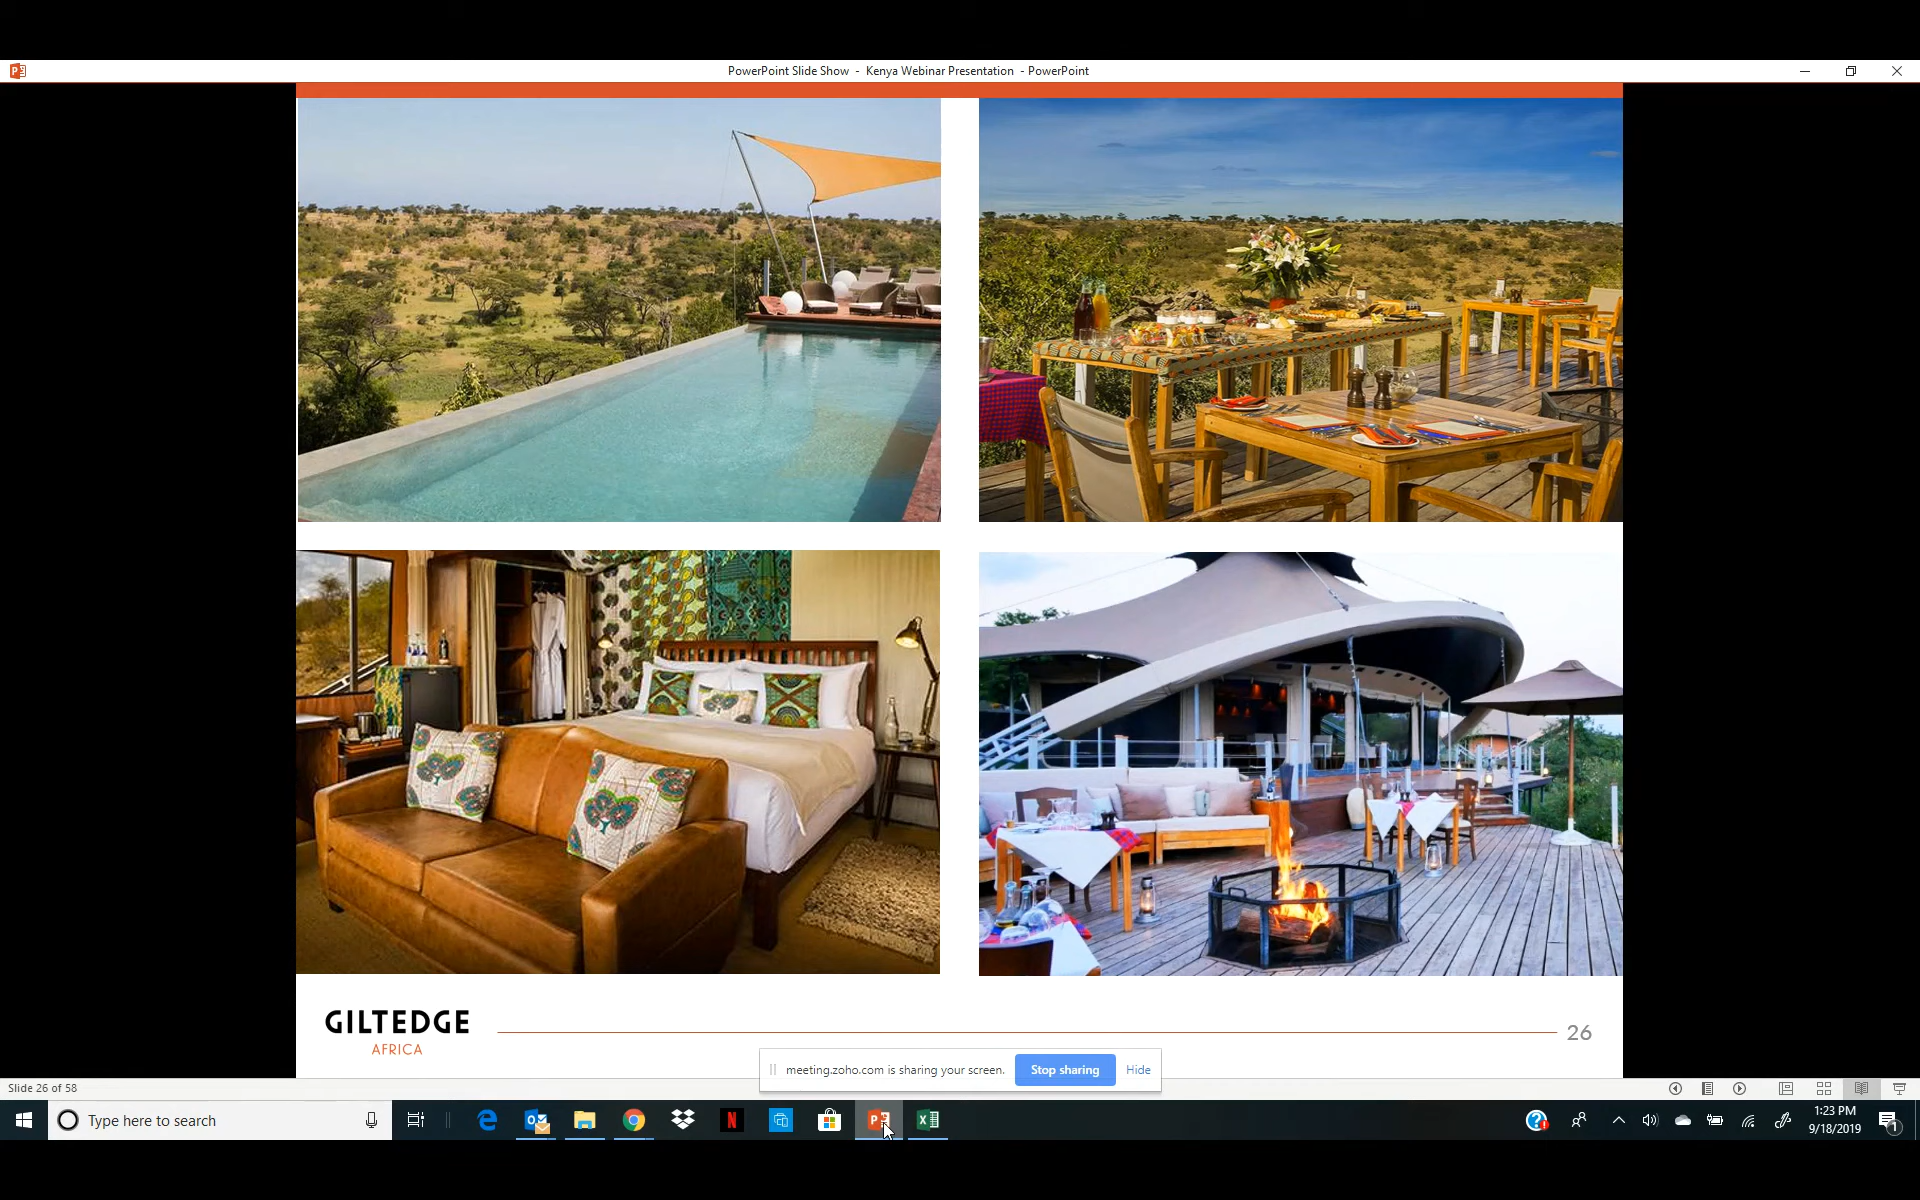 PowerPoint Slide Show - Kenya Webinar Presentation - PowerPoint
GILTEDGE
AFRICA
26
meeting.zoho.com is sharing your screen.
Stop sharing
Hide
Slide 26 of 58
Type here to search
1:23 PM
9/18/2019
1